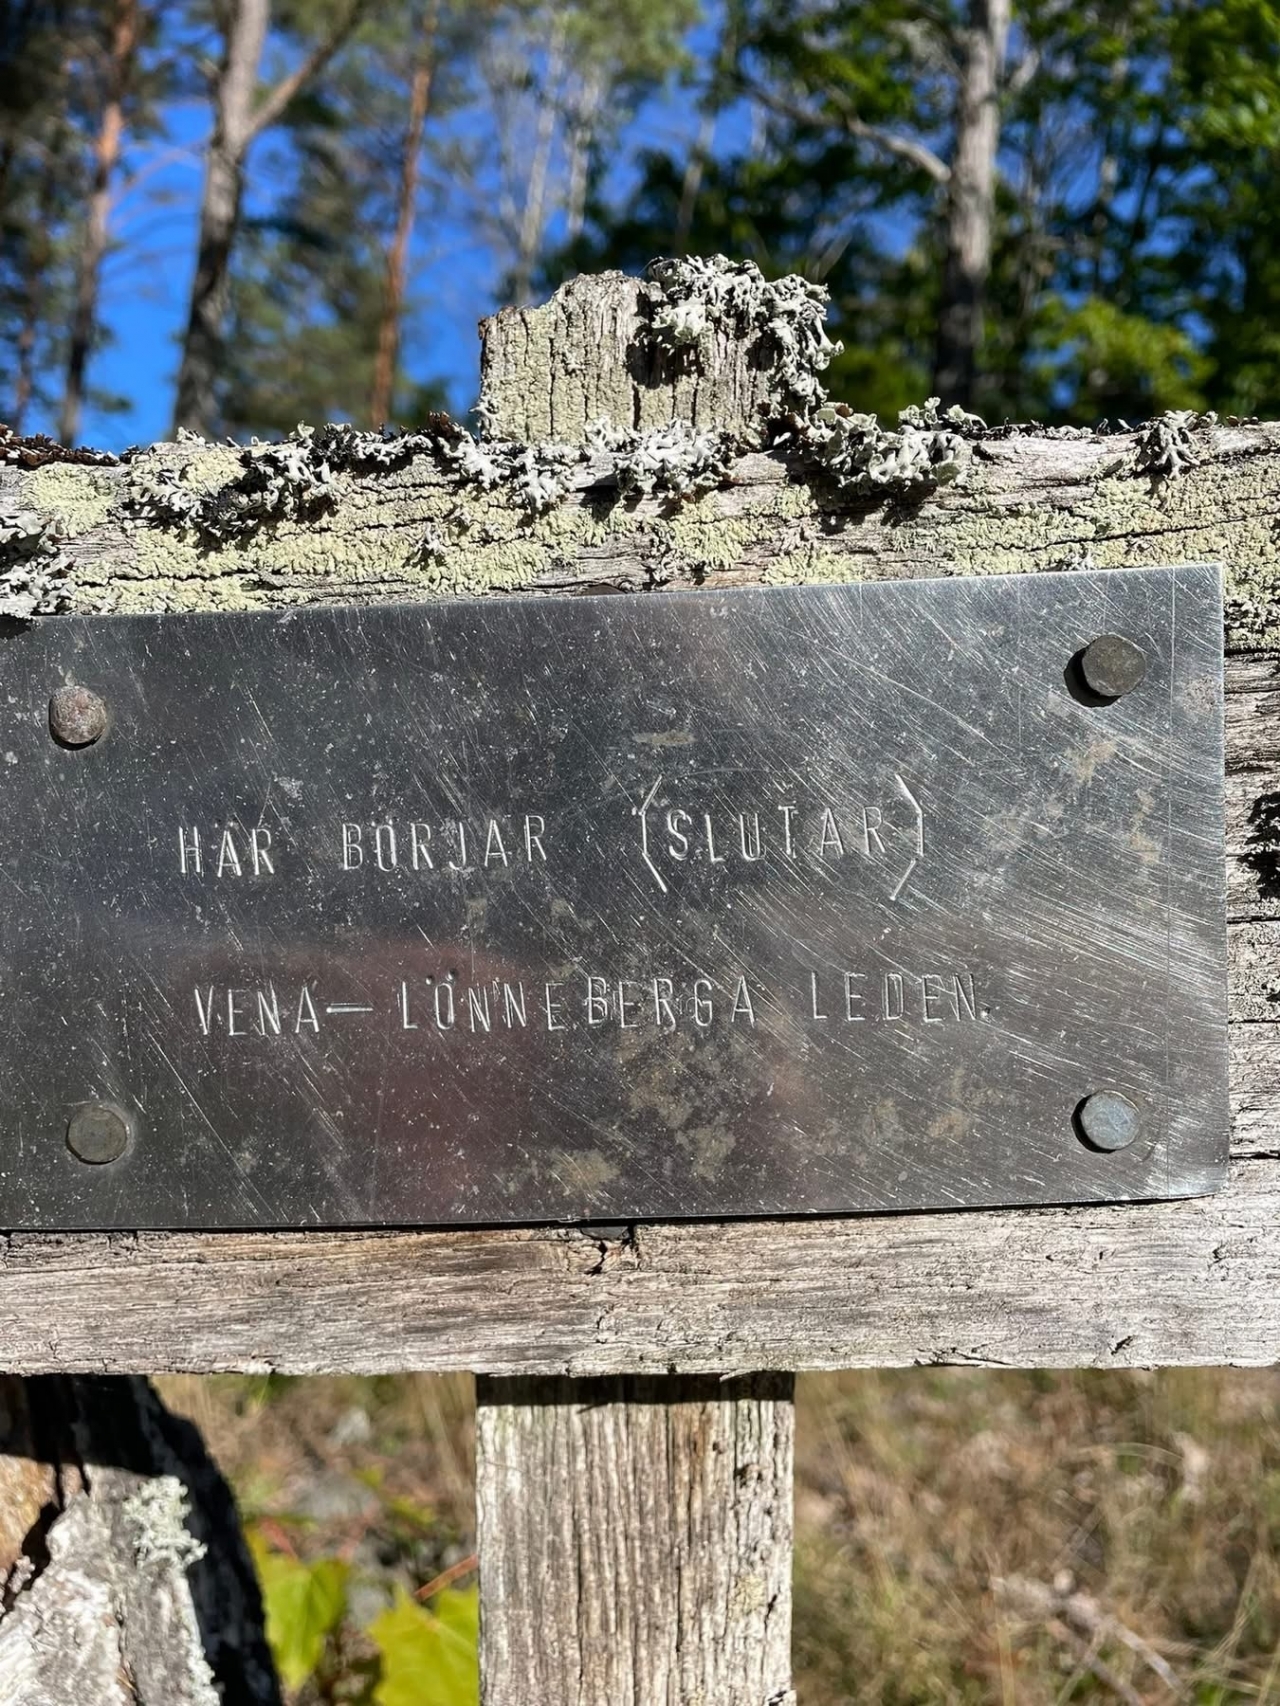 HÄR BÖRJAR (SLUTAR)
VENA– LÖNNEBERGA LEDEN.